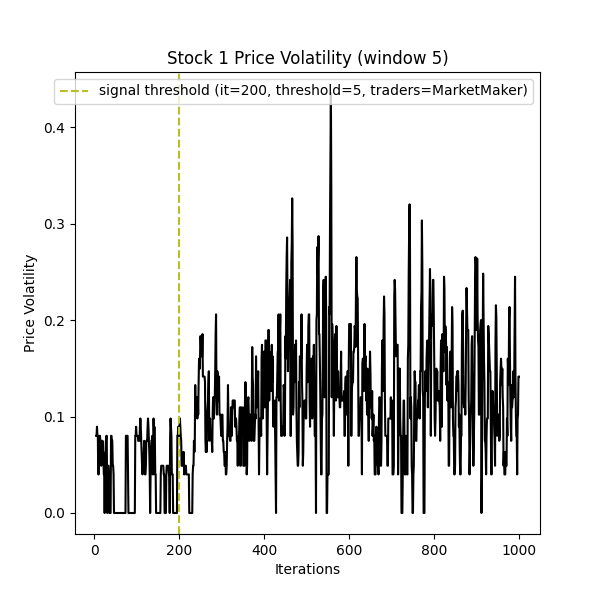 Stock 1 Price Volatility (window 5)
signal threshold (it=200, threshold=5, traders=MarketMaker)
Price Volatility
0.4
0.3
0.2
0.1
0.0
0 200 400 600 800 1000
Iterations